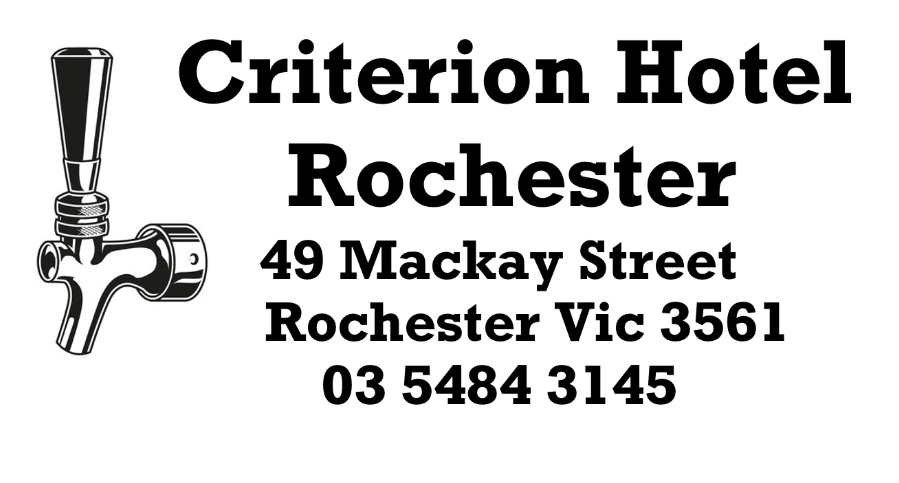 Criterion Hotel
Rochester
49 Mackay Street
Rochester Vic 3561
03 5484 3145